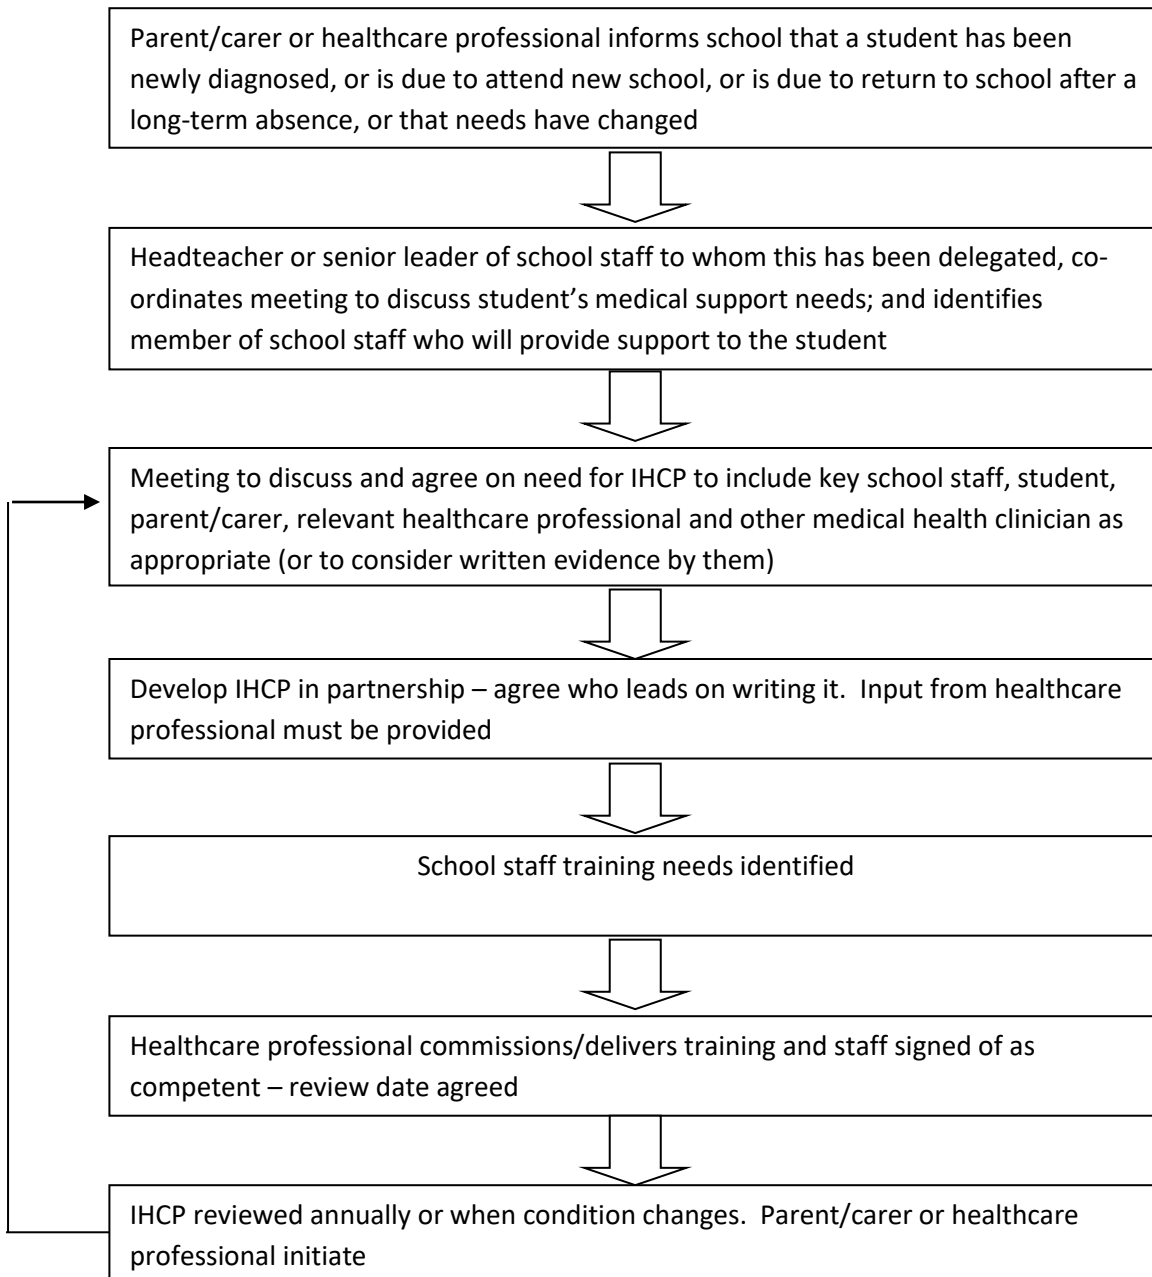 Parent/carer or healthcare professional informs school that a student has been
newly diagnosed, or is due to attend new school, or is due to return to school after a
long-term absence, or that needs have changed
Headteacher or senior leader of school staff to whom this has been delegated, co-
ordinates meeting to discuss student’s medical support needs; and identifies
member of school staff who will provide support to the student
Meeting to discuss and agree on need for IHCP to include key school staff, student,
parent/carer, relevant healthcare professional and other medical health clinician as
appropriate (or to consider written evidence by them)
Develop IHCP in partnership – agree who leads on writing it.  Input from healthcare
professional must be provided
School staff training needs identified
Healthcare professional commissions/delivers training and staff signed of as
competent – review date agreed
IHCP reviewed annually or when condition changes.  Parent/carer or healthcare
professional initiate